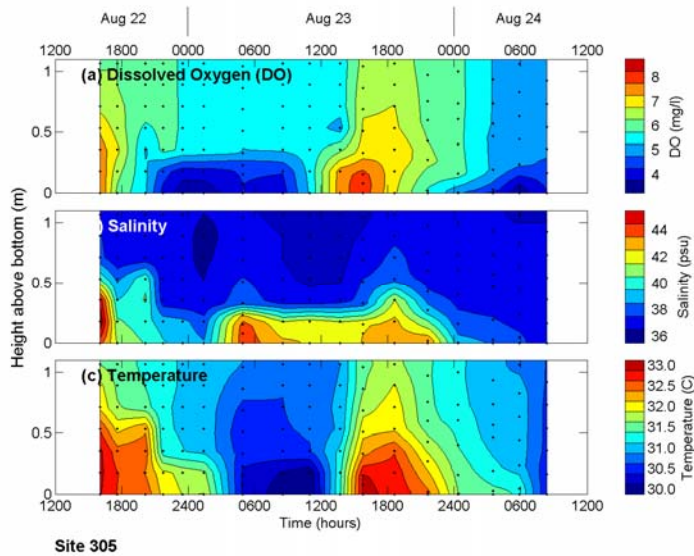 Aug 22 Aug 23 Aug 24
1800 0000 0600 1200 1800 0000 0600 1200
(a) Dissolved Oxygen (DO)
1
0.5
0
8
7
6
5
4
DO (mg/l)
) Salinity
1
0.5
0
44
42
40
38
36
Salinity (psu)
Height above bottom (m)
(c) Temperature
1
0.5
0
33.0
32.5
32.0
31.5
31.0
30.5
30.0
Temperature (C)
1200 1800 2400 0600 1200 1800 2400 0600 1200
Time (hours)
Site 305